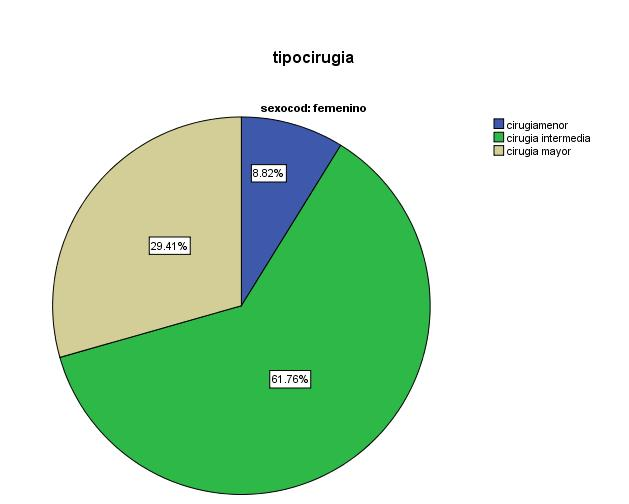 tipocirugia
sexocod: femenino
cirugiamenor
cirugia intermedia
cirugia mayor
8.82%
29.41%
61.76%